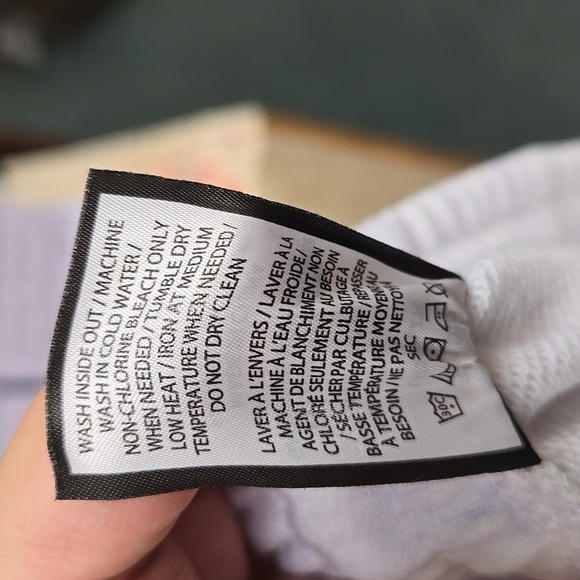 WASH INSIDE OUT / MACHINE
WASH IN COLD WATER /
NON-CHLORINE BLEACH ONLY
WHEN NEEDED / TUMBLE DRY
LOW HEAT / IRON AT MEDIUM
TEMPERATURE WHEN NEEDED /
DO NOT DRY CLEAN
LAVER À L'ENVERS / LAVER À LA
MACHINE À L'EAU FROIDE /
AGENT DE BLANCHIMENT NON
CHLORÉ SEULEMENT AU BESOIN
/ SÉCHER PAR CULBUTAGE À
BASSE TEMPÉRATURE / REPASSER
À TEMPÉRATURE MOYEN AU
BESOIN / NE PAS NETTOYER
SEC
30C